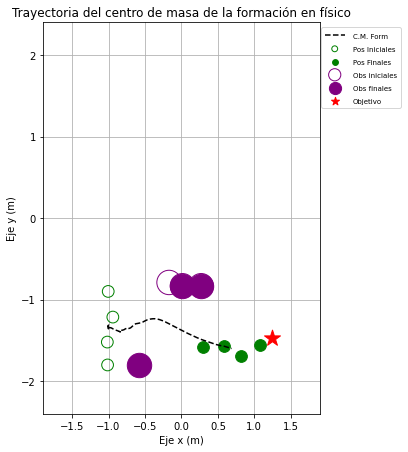 Trayectoria del centro de masa de la formación en físico
C.M. Form
Pos Iniciales
Pos Finales
Obs iniciales
Obs finales
Objetivo
Eje y (m)
2
1
0
−1
−2
−1.5 −1.0 −0.5 0.0 0.5 1.0 1.5
Eje x (m)